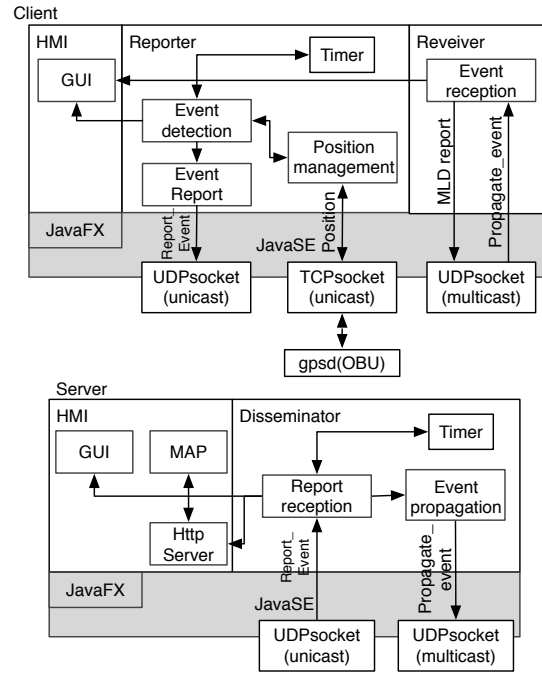 Client
HMI
Reporter
Reveiver
GUI
Timer
Event
reception
Event
detection
Position
management
Event
Report
MLD report
Propagate_event
Report_
Event
Position
JavaFX
JavaSE
UDPsocket
(unicast)
TCPsocket
(unicast)
UDPsocket
(multicast)
gpsd(OBU)
Server
HMI
Disseminator
GUI
MAP
Timer
Report
reception
Event
propagation
Http
Server
Report_
Event
Propagate_
event
JavaFX
JavaSE
UDPsocket
(unicast)
UDPsocket
(multicast)